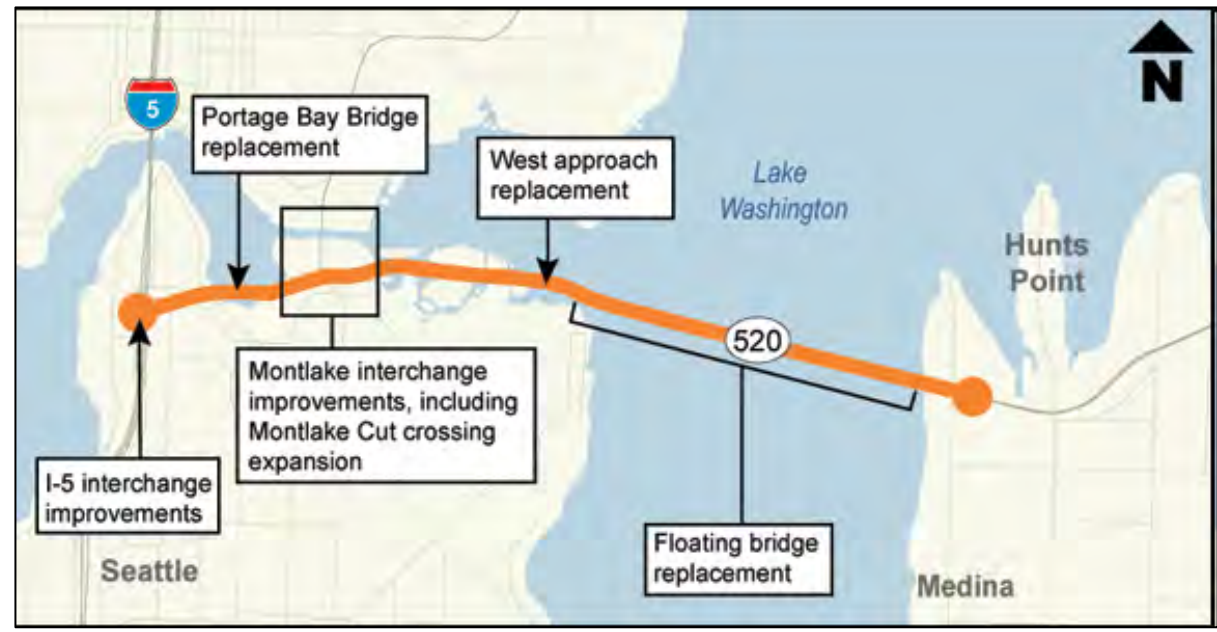 N
5
Portage Bay Bridge
replacement
West approach
replacement
Lake
Washington
Hunts
Point
520
Montlake interchange
improvements, including
Montlake Cut crossing
expansion
I-5 interchange
improvements
Floating bridge
replacement
Seattle
Medina